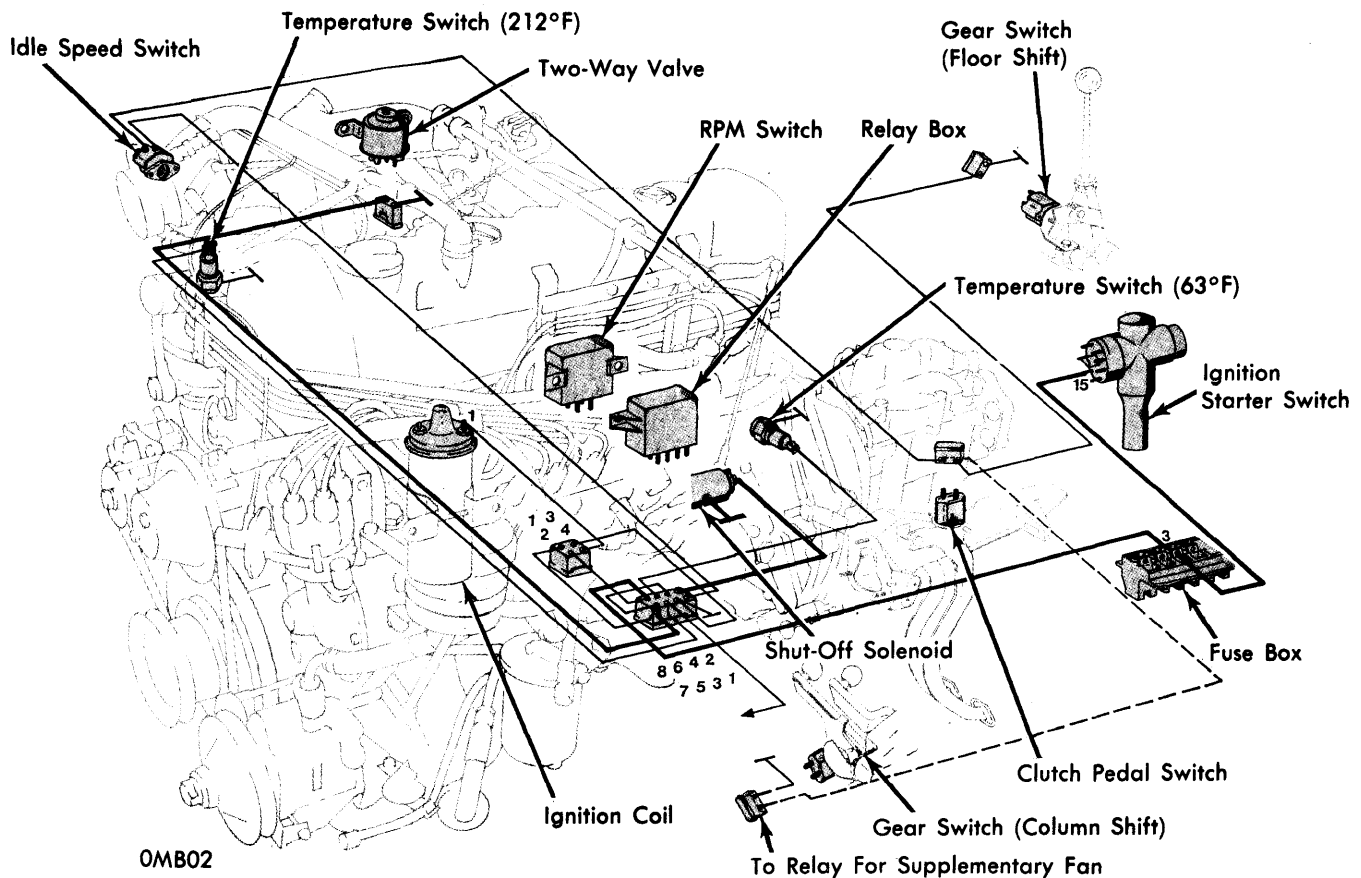 Temperature Switch (212°F)
Idle Speed Switch
Two-Way Valve
Gear Switch
(Floor Shift)
RPM Switch
Relay Box
Temperature Switch (63°F)
15
Ignition
Starter Switch
1
1 3
2 4
3
8 6 4 2
7 5 3 1
Shut-Off Solenoid
Fuse Box
Clutch Pedal Switch
Ignition Coil
Gear Switch (Column Shift)
0MB02
To Relay For Supplementary Fan